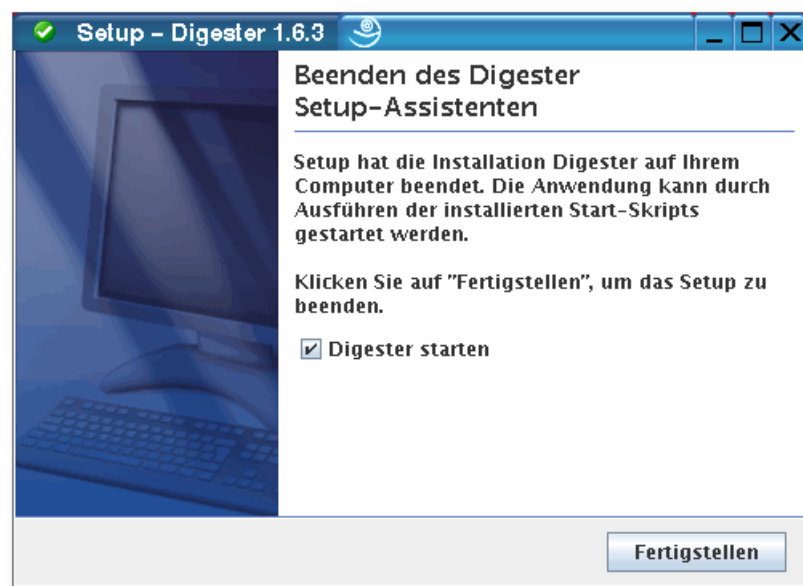 Setup – Digester 1.6.3
Beenden des Digester
Setup-Assistenten
Setup hat die Installation Digester auf Ihrem
Computer beendet. Die Anwendung kann durch
Ausführen der installierten Start-Skripts
gestartet werden.
Klicken Sie auf "Fertigstellen", um das Setup zu
beenden.
Digester starten
Fertigstellen